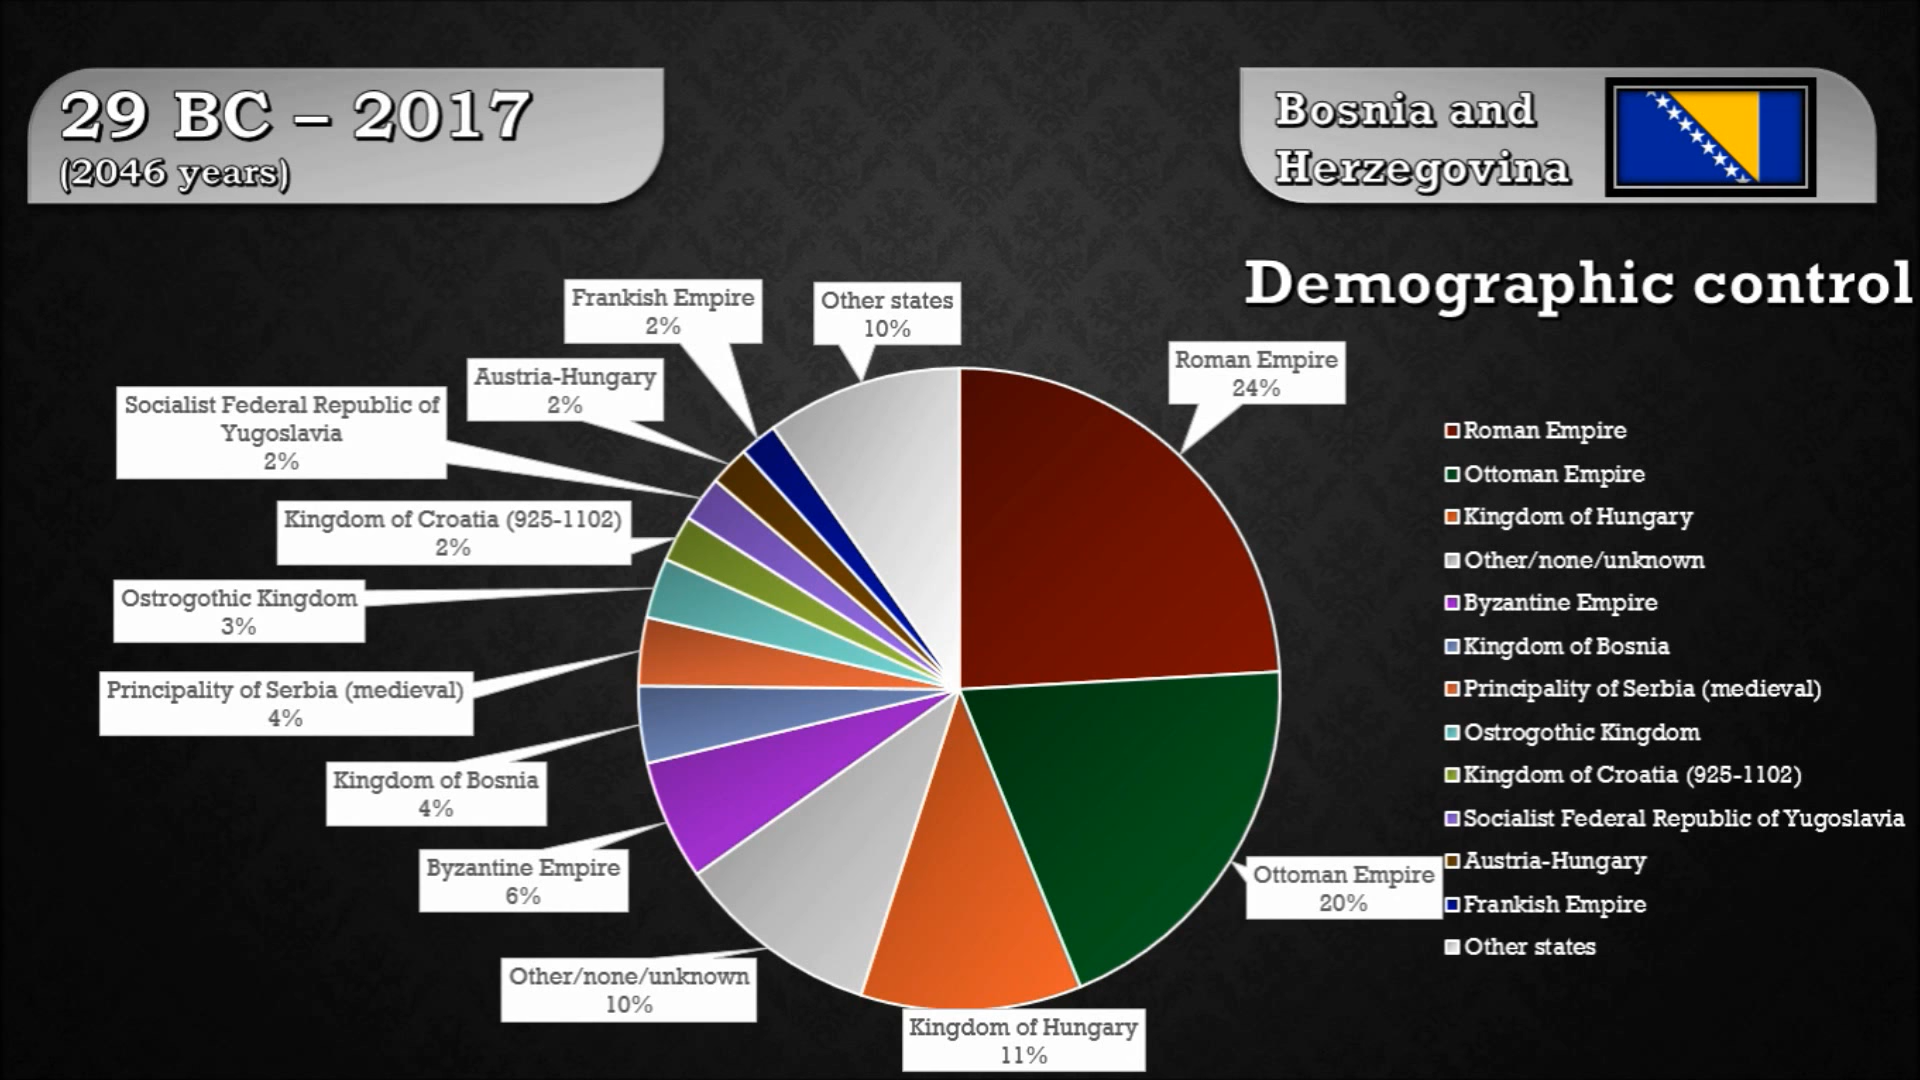 29 BC – 2017
(2046 years)
Bosnia and
Herzegovina
Demographic control
Frankish Empire
2%
Other states
10%
Roman Empire
24%
Austria-Hungary
2%
Socialist Federal Republic of
Yugoslavia
2%
Kingdom of Croatia (925-1102)
2%
Ostrogothic Kingdom
3%
Principality of Serbia (medieval)
4%
Kingdom of Bosnia
4%
Byzantine Empire
6%
Other/none/unknown
10%
Kingdom of Hungary
11%
Ottoman Empire
20%
Roman Empire
Ottoman Empire
Kingdom of Hungary
Other/none/unknown
Byzantine Empire
Kingdom of Bosnia
Principality of Serbia (medieval)
Ostrogothic Kingdom
Kingdom of Croatia (925-1102)
Socialist Federal Republic of Yugoslavia
Austria-Hungary
Frankish Empire
Other states